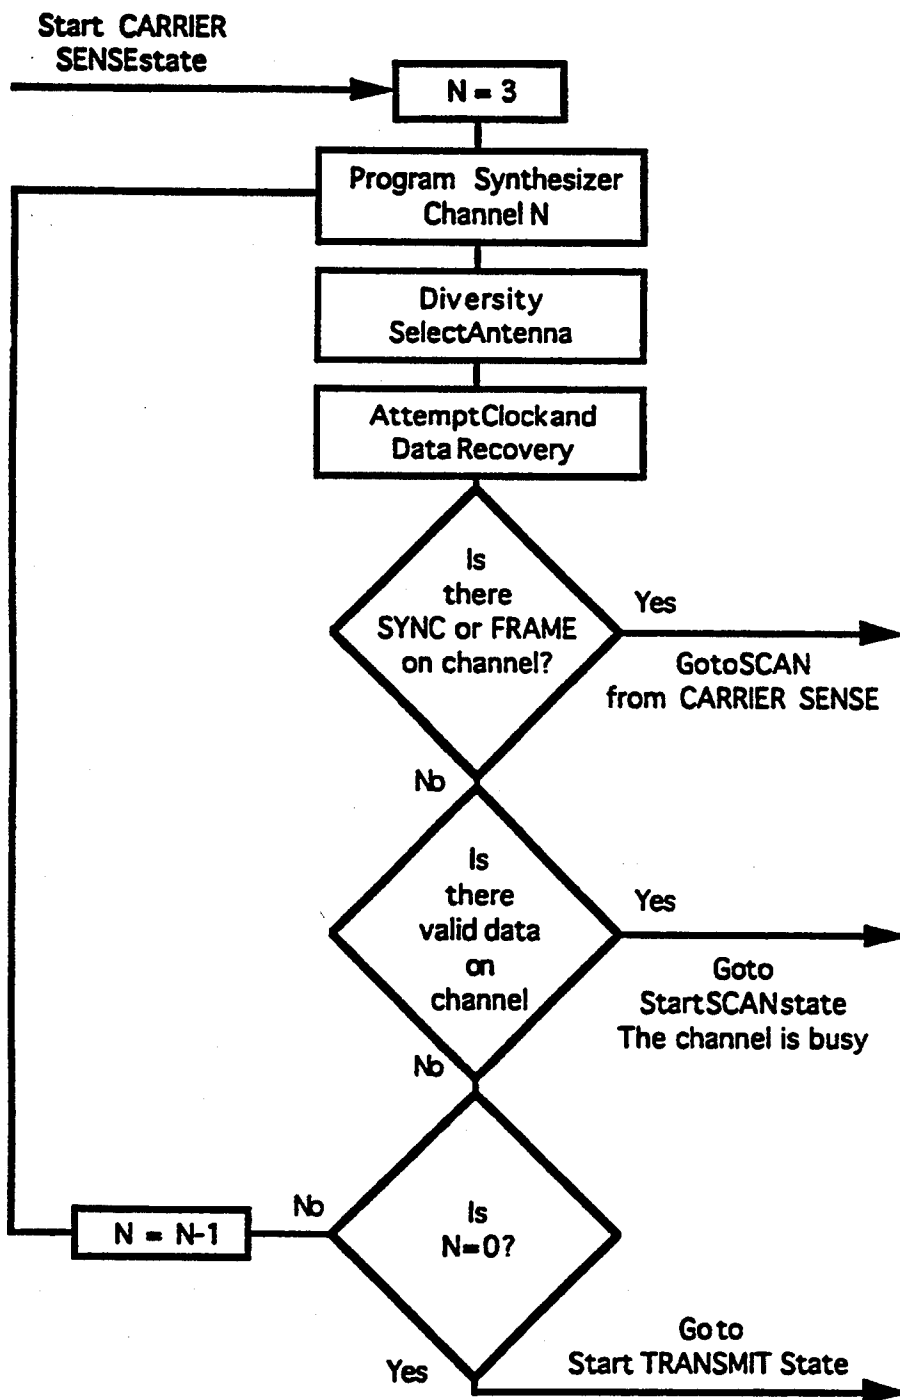 Start CARRIER
SENSEstate
N = 3
Program Synthesizer
Channel N
Diversity
SelectAntenna
AttemptClockand
Data Recovery
Is
there
SYNC or FRAME
on channel?
Yes
GotoSCAN
from CARRIER SENSE
No
Is
there
valid data
on
channel
Yes
Goto
StartSCANstate
The channel is busy
No
Is
N=0?
No
N = N-1
Yes
Go to
Start TRANSMIT State